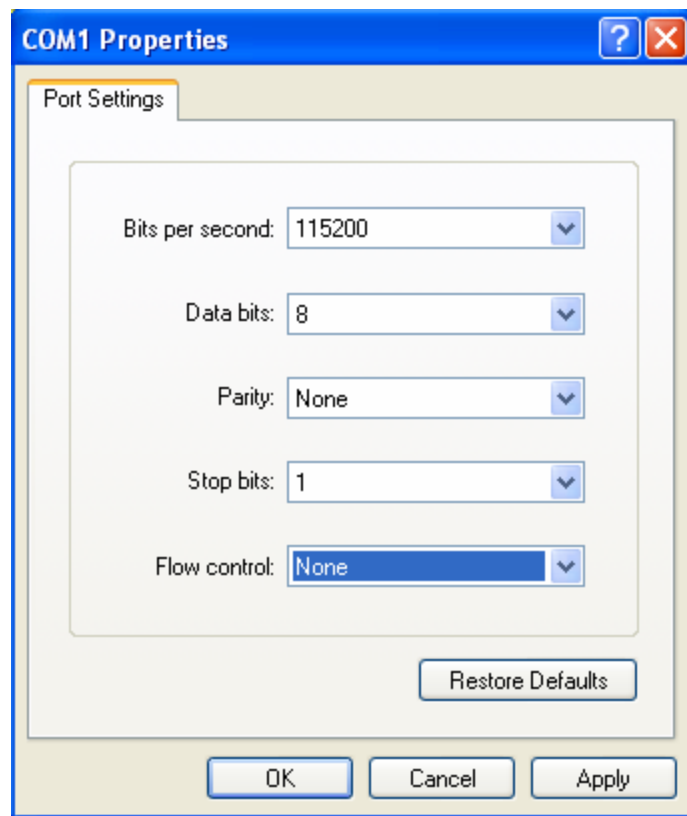 COM1 Properties
Port Settings
Bits per second: 115200
Data bits: 8
Parity: None
Stop bits: 1
Flow control: None
Restore Defaults
OK Cancel Apply